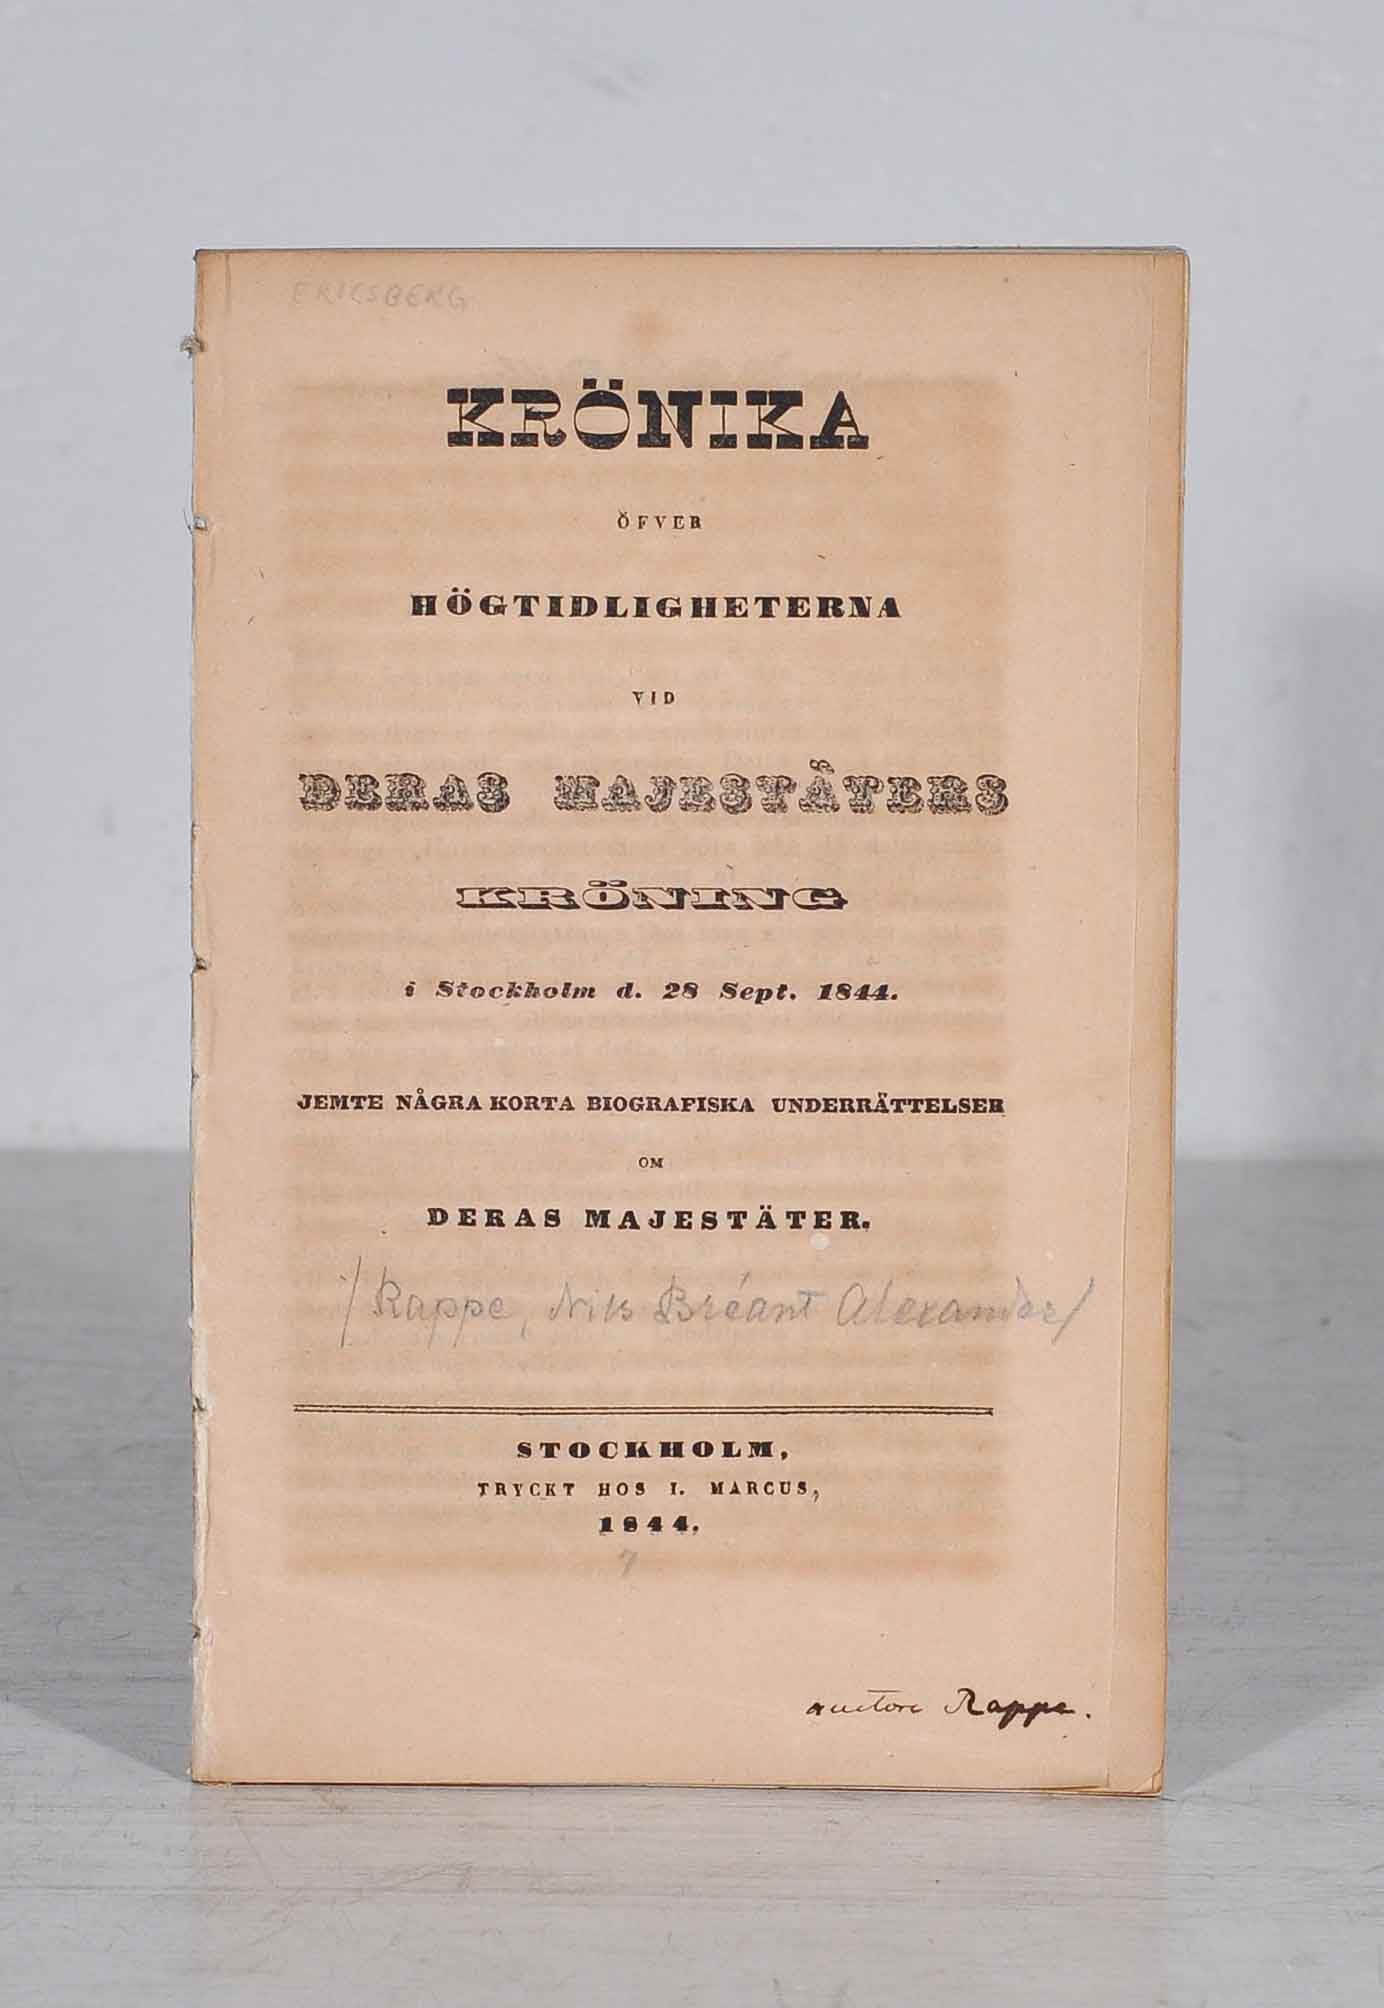 ERICSBERG
KRÖNIKA
ÖFVER
HÖGTIDLIGHETERNA
VID
DERAS MAJESTÄTERS
KRÖNING
i Stockholm d. 28 Sept. 1844.
JEMTE NÅGRA KORTA BIOGRAFISKA UNDERRÄTTELSER
OM
DERAS MAJESTÄTER.
/Rappe, Nils Bréant Alexander/
STOCKHOLM,
TRYCKT HOS I. MARCUS,
1844.
7
auctore Rappe.